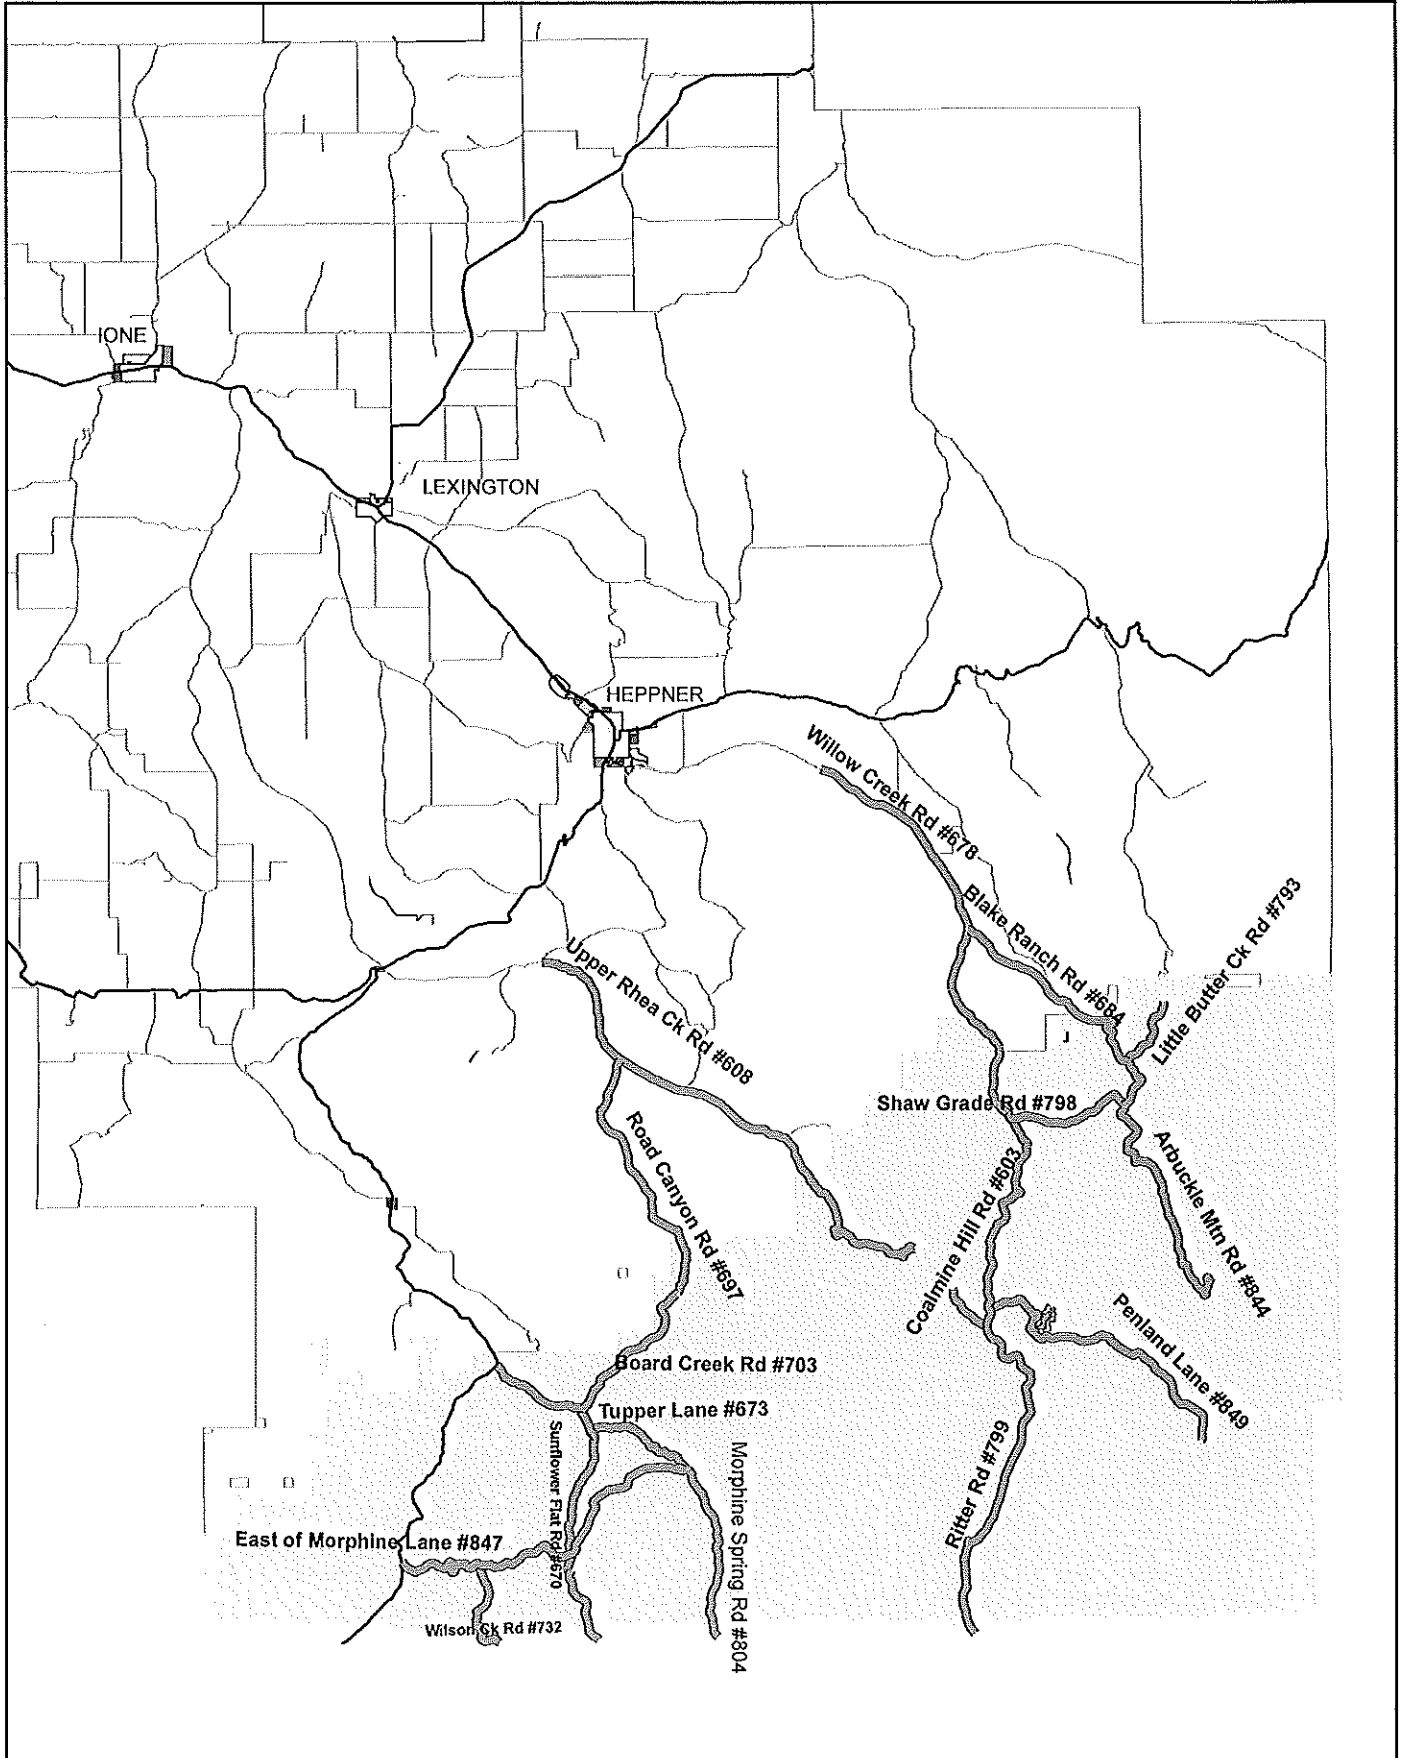 IONE
LEXINGTON
HEPPNER
Willow Creek Rd #678
Blake Ranch Rd #684
Little Butter Ck Rd #793
Upper Rhea Ck Rd #608
Shaw Grade Rd #798
Road Canyon Rd #697
Coalmine Hill Rd #603
Arbuckle Mtn Rd #844
Penland Lane #849
Board Creek Rd #703
Tupper Lane #673
Sunflower Flat Rd #670
Morphine Spring Rd #804
Ritter Rd #799
East of Morphine Lane #847
Wilson Ck Rd #732